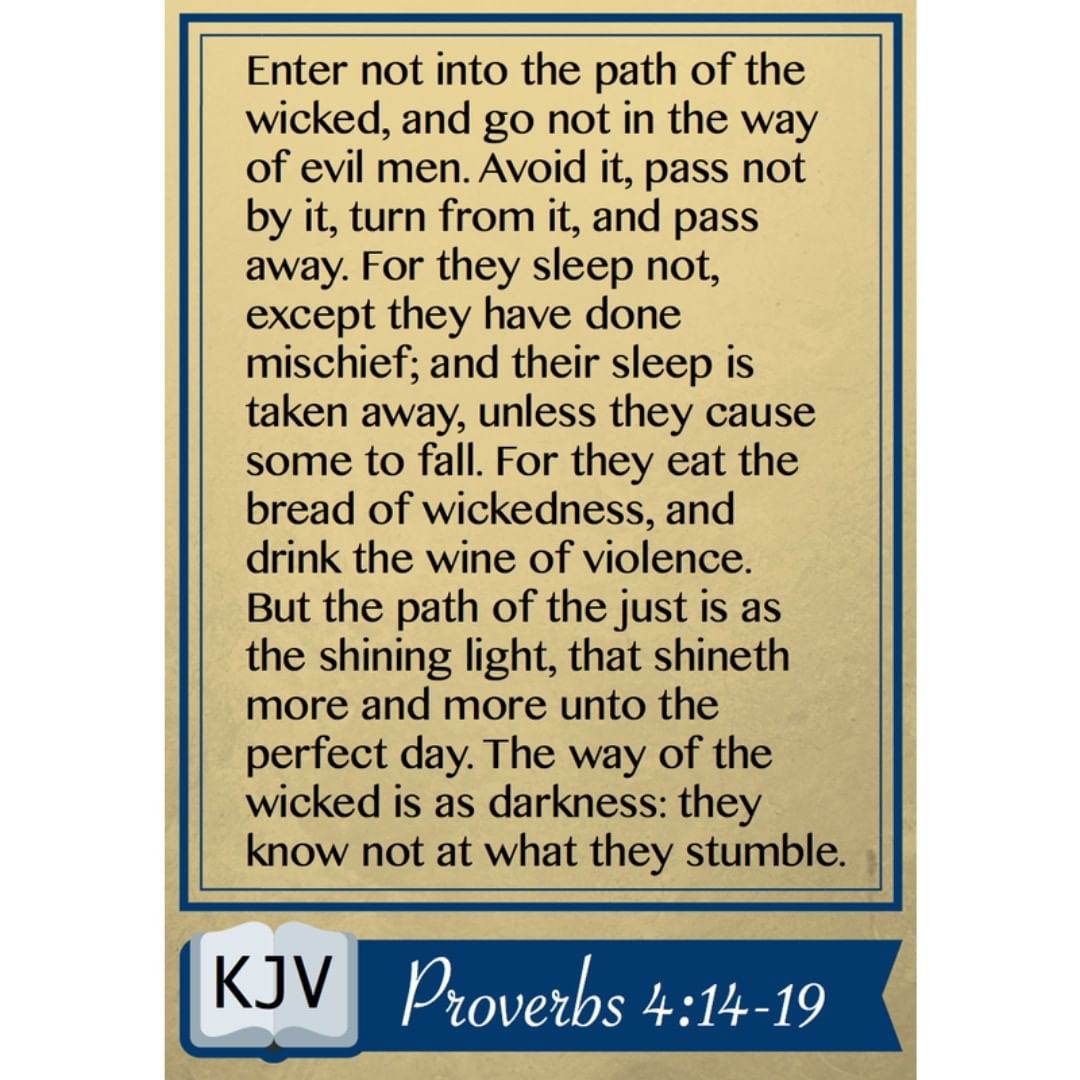 Enter not into the path of the
wicked, and go not in the way
of evil men. Avoid it, pass not
by it, turn from it, and pass
away. For they sleep not,
except they have done
mischief; and their sleep is
taken away, unless they cause
some to fall. For they eat the
bread of wickedness, and
drink the wine of violence.
But the path of the just is as
the shining light, that shineth
more and more unto the
perfect day. The way of the
wicked is as darkness: they
know not at what they stumble.
KJV
Proverbs 4:14-19